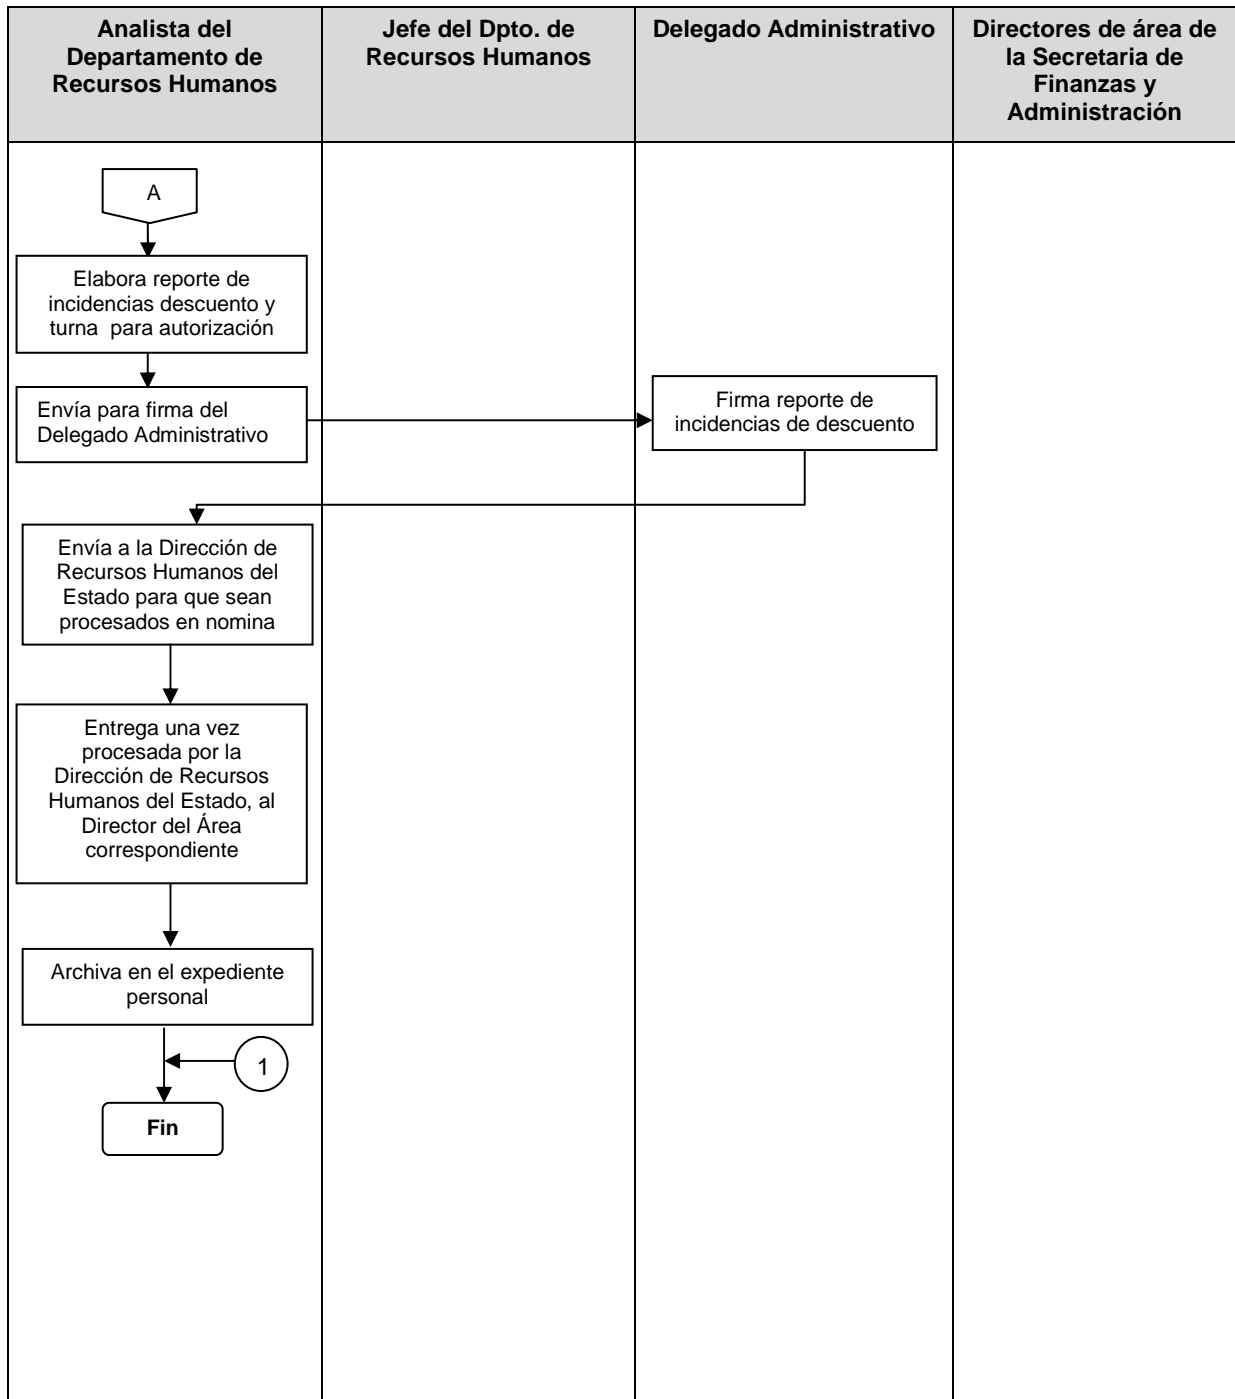 Analista del
Departamento de
Recursos Humanos
Jefe del Dpto. de
Recursos Humanos
Delegado Administrativo
Directores de área de
la Secretaria de
Finanzas y
Administración
A
Elabora reporte de
incidencias descuento y
turna para autorización
Envía para firma del
Delegado Administrativo
Firma reporte de
incidencias de descuento
Envía a la Dirección de
Recursos Humanos del
Estado para que sean
procesados en nomina
Entrega una vez
procesada por la
Dirección de Recursos
Humanos del Estado, al
Director del Área
correspondiente
Archiva en el expediente
personal
1
Fin